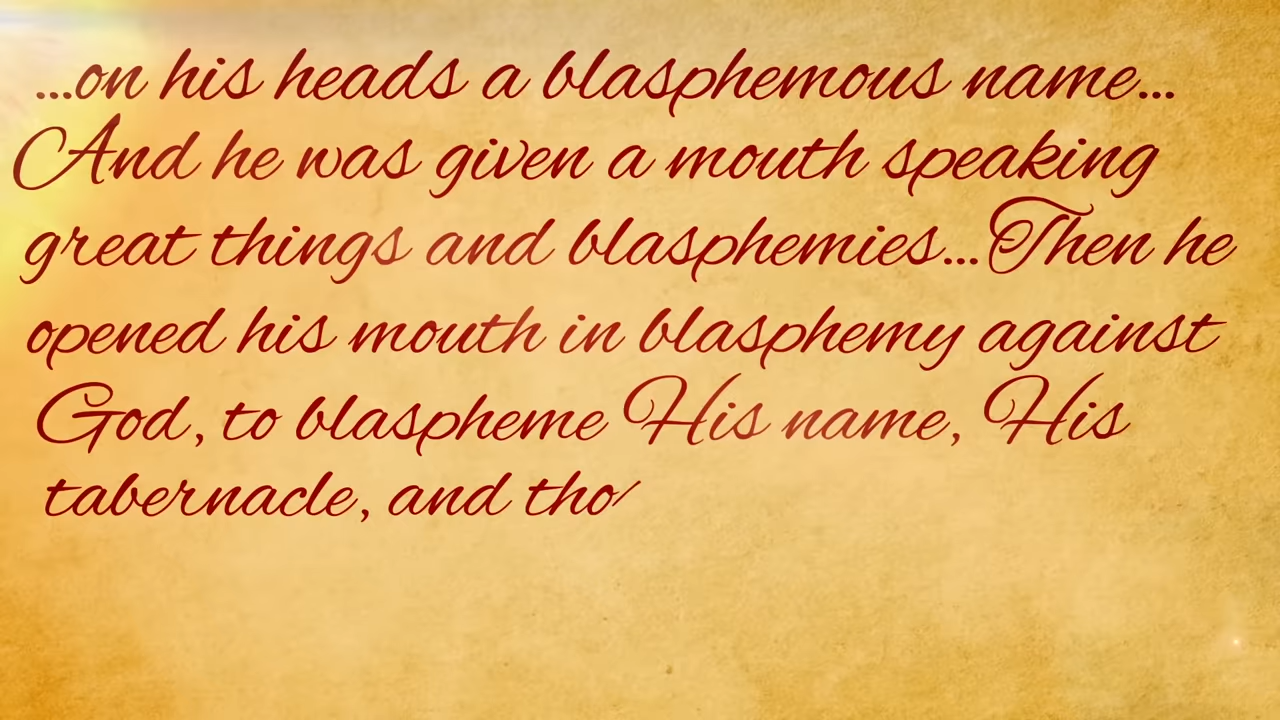 ...on his heads a blasphemous name...
And he was given a mouth speaking
great things and blasphemies...Then he
opened his mouth in blasphemy against
God, to blaspheme His name, His
tabernacle, and tho